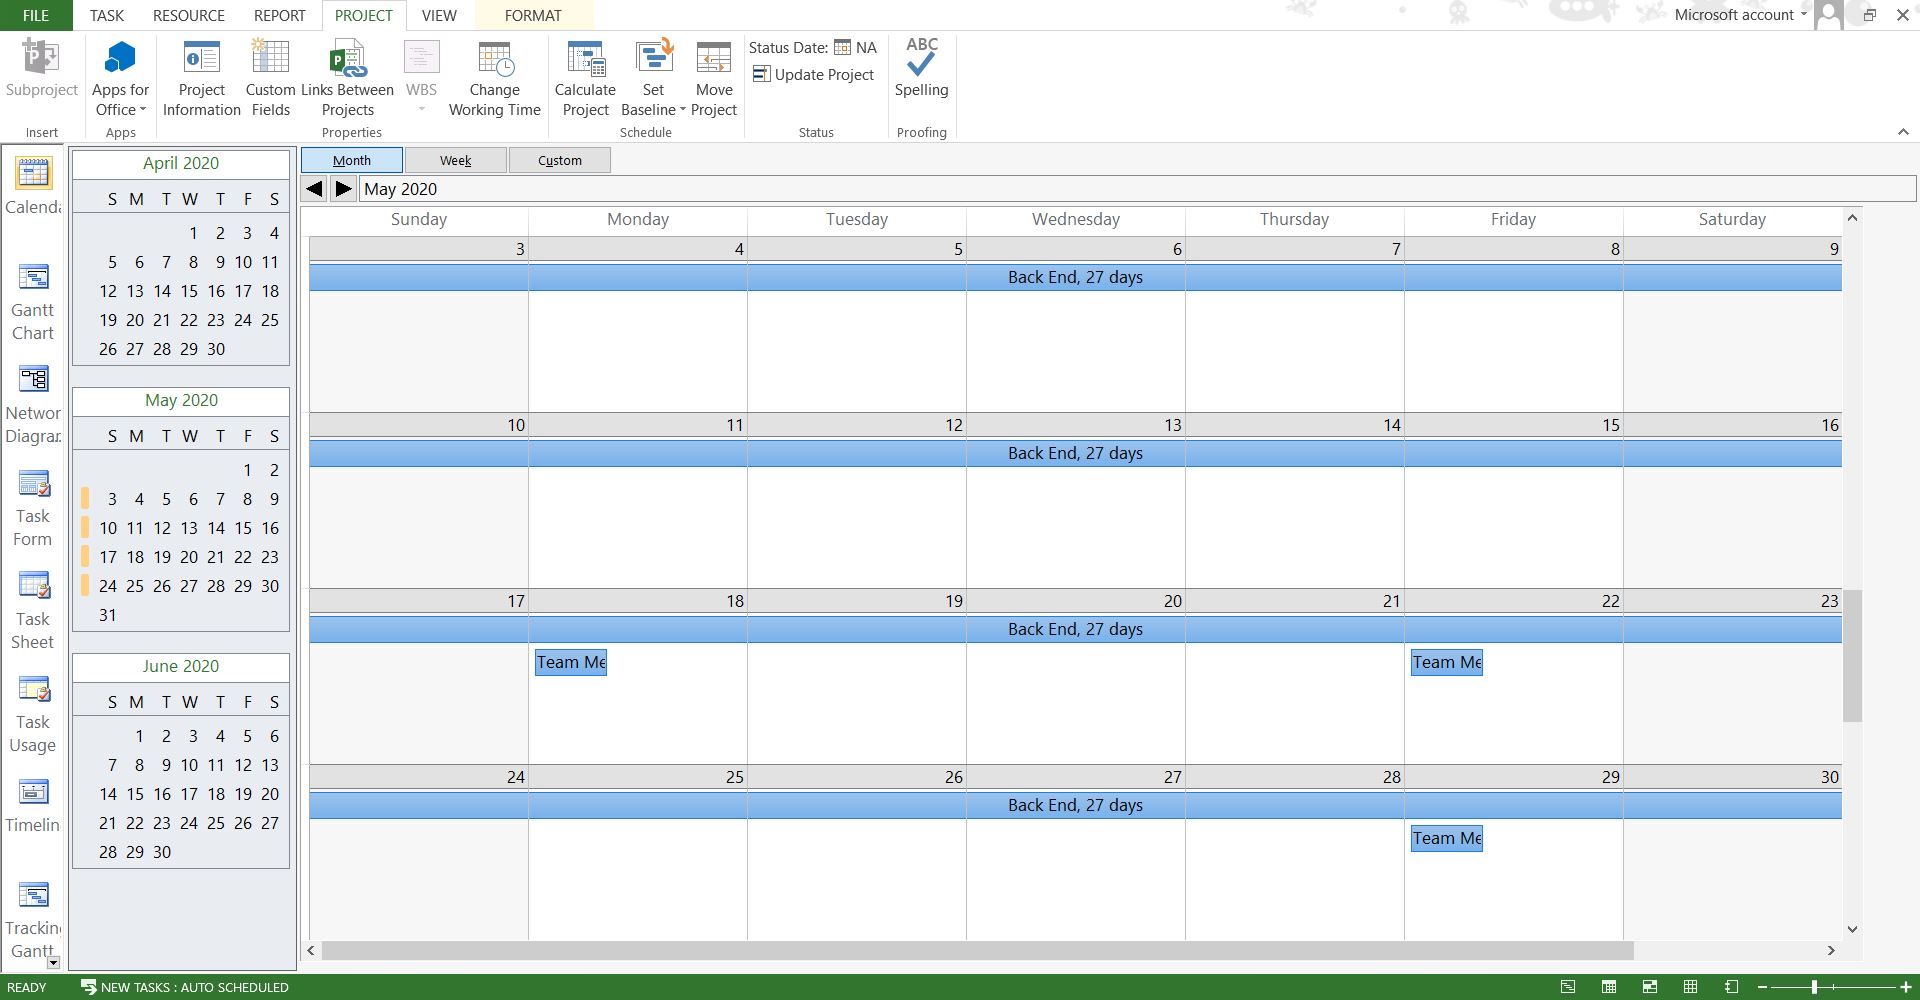 FILE TASK RESOURCE REPORT PROJECT VIEW FORMAT Microsoft account
Subproject
Apps for Office
Project Information
Custom Fields
Links Between Projects
WBS
Change Working Time
Calculate Project
Set Baseline
Move Project
Status Date: NA
Update Project
ABC
Spelling
Insert Apps Properties Schedule Status Proofing
Calenda
Gantt
Chart
Networ
Diagra
Task
Form
Task
Sheet
Task
Usage
Timelin
Trackin
Gantt
April 2020
S M T W T F S
1 2 3 4
5 6 7 8 9 10 11
12 13 14 15 16 17 18
19 20 21 22 23 24 25
26 27 28 29 30
May 2020
S M T W T F S
1 2
3 4 5 6 7 8 9
10 11 12 13 14 15 16
17 18 19 20 21 22 23
24 25 26 27 28 29 30
31
June 2020
S M T W T F S
1 2 3 4 5 6
7 8 9 10 11 12 13
14 15 16 17 18 19 20
21 22 23 24 25 26 27
28 29 30
Month Week Custom
May 2020
Sunday Monday Tuesday Wednesday Thursday Friday Saturday
3 4 5 6 7 8 9
Back End, 27 days
10 11 12 13 14 15 16
Back End, 27 days
17 18 19 20 21 22 23
Back End, 27 days
Team Me Team Me
24 25 26 27 28 29 30
Back End, 27 days
Team Me
READY NEW TASKS : AUTO SCHEDULED